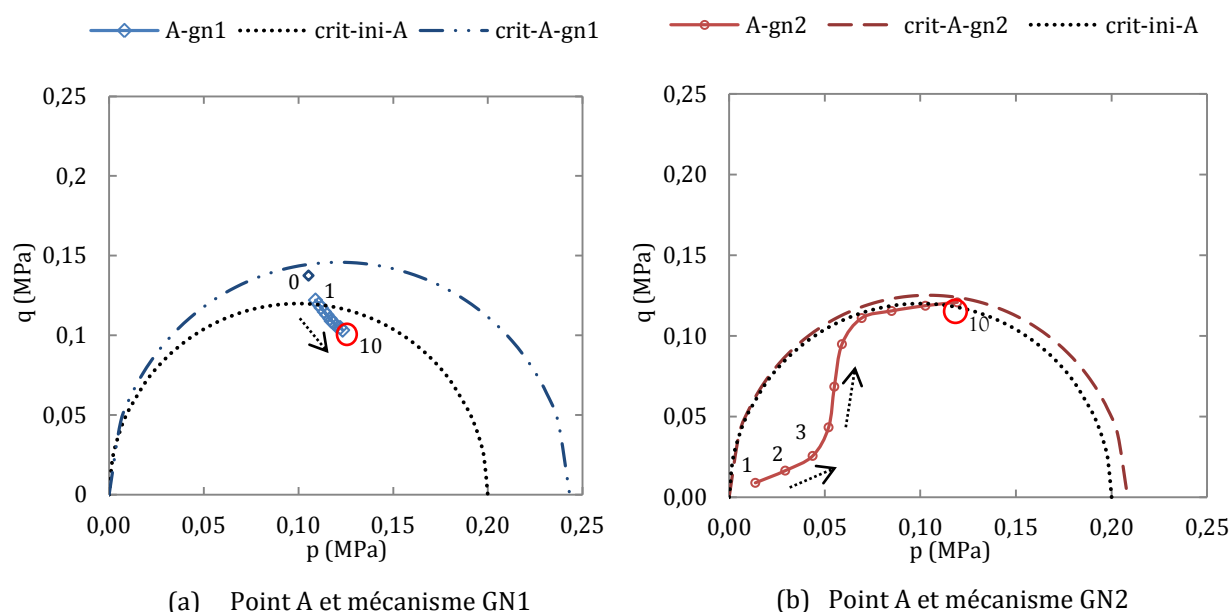 A-gn1 crit-ini-A crit-A-gn1
q (MPa)
0,25
0,2
0,15
0,1
0,05
0
0
1
10
0,00 0,05 0,10 0,15 0,20 0,25
p (MPa)
(a) Point A et mécanisme GN1
A-gn2 crit-A-gn2 crit-ini-A
q (MPa)
0,25
0,20
0,15
0,10
0,05
0,00
1
2
3
10
0,00 0,05 0,10 0,15 0,20 0,25
p (MPa)
(b) Point A et mécanisme GN2